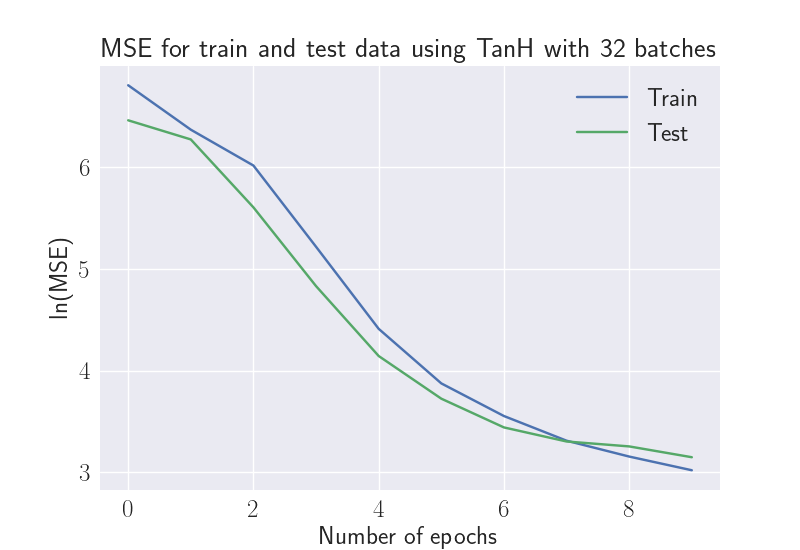 MSE for train and test data using TanH with 32 batches
Train
Test
6
5
4
3
ln(MSE)
0 2 4 6 8
Number of epochs